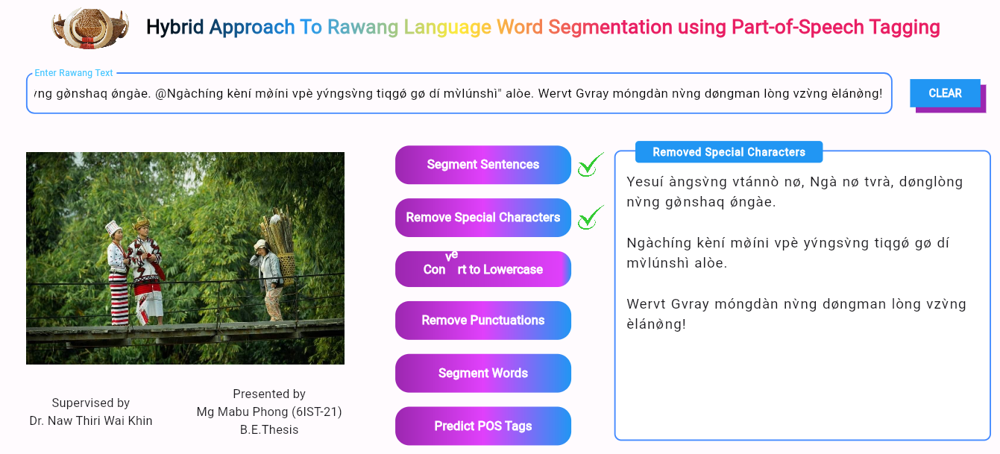 Hybrid Approach To Rawang Language Word Segmentation using Part-of-Speech Tagging
Enter Rawang Text
ng gø̀nshaq ǿngàe. @Ngàchíng kèní mø̀íni vpè yv́ngsv̀ng tiqgǿ gø dí mv̀lúnshì" alòe. Wervt Gvray móngdàn nv̀ng døngman lòng vzv̀ng èlánø̀ng!
CLEAR
Segment Sentences
Remove Special Characters
Convert to Lowercase
Remove Punctuations
Segment Words
Predict POS Tags
Removed Special Characters
Yesuí àngsv̀ng vtánnò nø, Ngà nø tvrà, dønglòng
nv̀ng gø̀nshaq ǿngàe.
Ngàchíng kèní mø̀íni vpè yv́ngsv̀ng tiqgǿ gø dí
mv̀lúnshì alòe.
Wervt Gvray móngdàn nv̀ng døngman lòng vzv̀ng
èlánø̀ng!
Supervised by
Dr. Naw Thiri Wai Khin
Presented by
Mg Mabu Phong (6IST-21)
B.E.Thesis